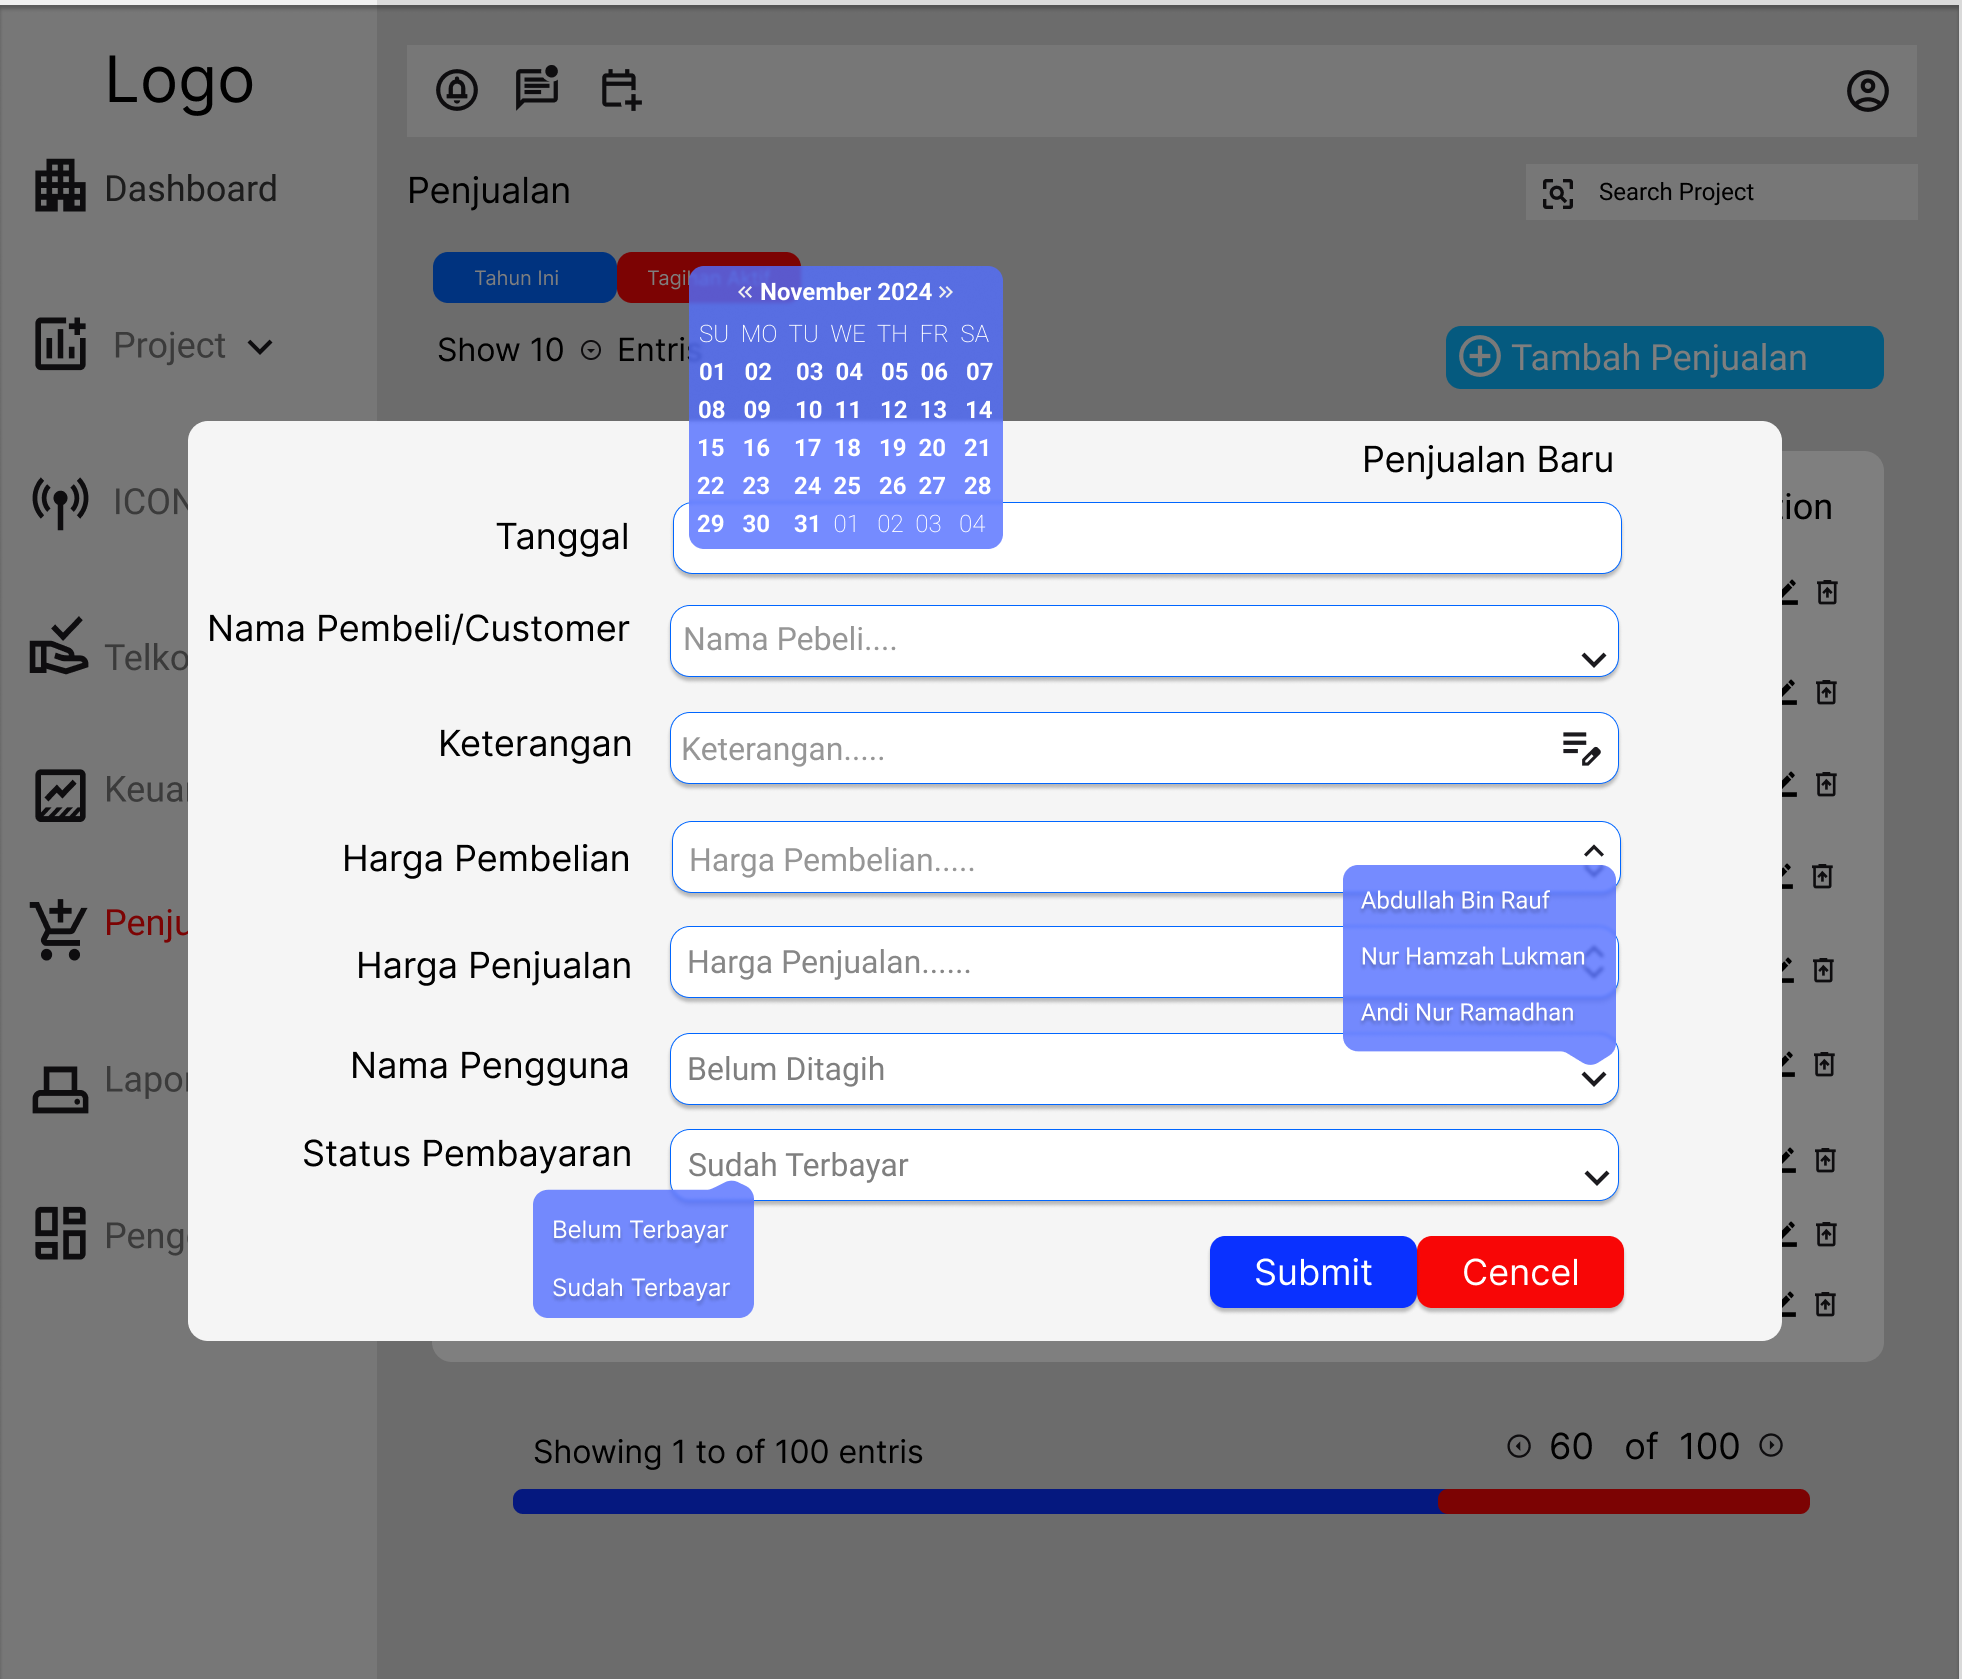 Logo
Dashboard
Penjualan
Search Project
Tahun Ini
Project
Show 10 Entris
« November 2024 »
SU MO TU WE TH FR SA
01 02 03 04 05 06 07
08 09 10 11 12 13 14
15 16 17 18 19 20 21
22 23 24 25 26 27 28
29 30 31 01 02 03 04
Tambah Penjualan
Penjualan Baru
ICON
Tanggal
Nama Pembeli/Customer
Nama Pebeli....
Telko
Keterangan
Keterangan.....
Keuan
Harga Pembelian
Harga Pembelian.....
Abdullah Bin Rauf
Nur Hamzah Lukman
Andi Nur Ramadhan
Penju
Harga Penjualan
Harga Penjualan......
Nama Pengguna
Belum Ditagih
Lapor
Status Pembayaran
Sudah Terbayar
Belum Terbayar
Sudah Terbayar
Peng
Submit
Cencel
Showing 1 to of 100 entris
60 of 100